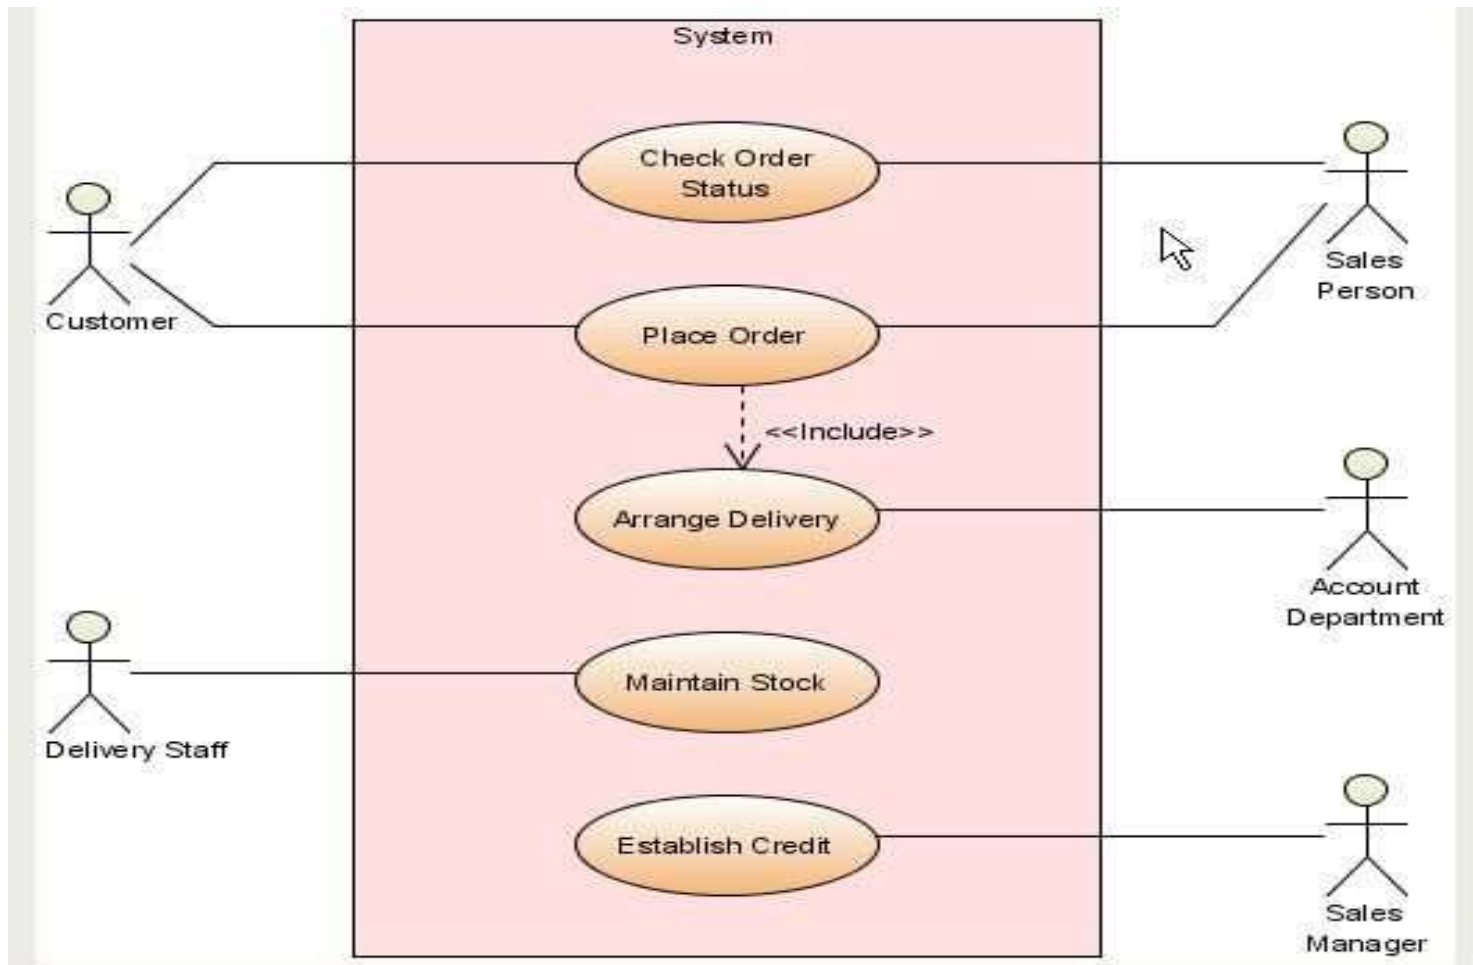 System
Check Order
Status
Sales
Person
Customer
Place Order
<<Include>>
Arrange Delivery
Account
Department
Maintain Stock
Delivery Staff
Establish Credit
Sales
Manager